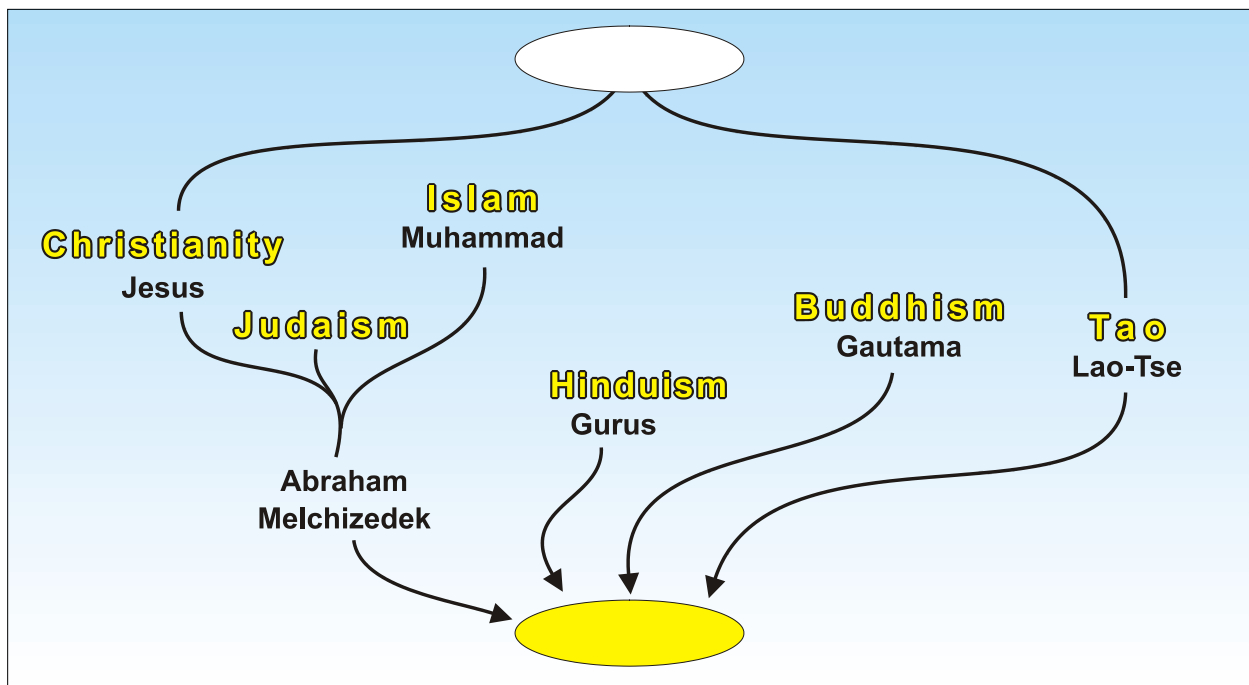 Islam
Muhammad
Christianity
Jesus
Judaism
Buddhism
Gautama
Tao
Lao-Tse
Hinduism
Gurus
Abraham
Melchizedek